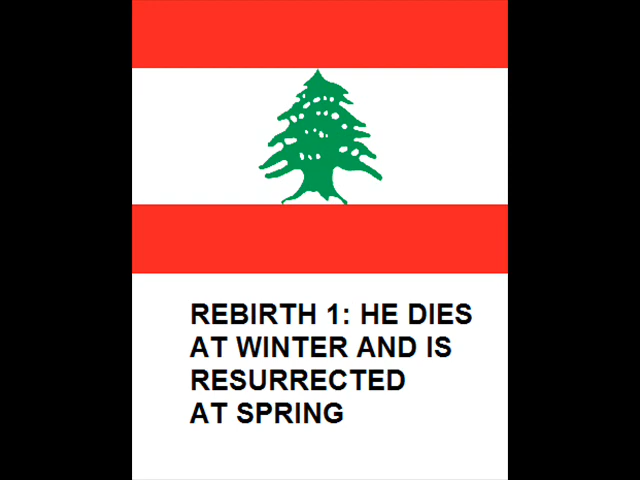 REBIRTH 1: HE DIES
AT WINTER AND IS
RESURRECTED
AT SPRING